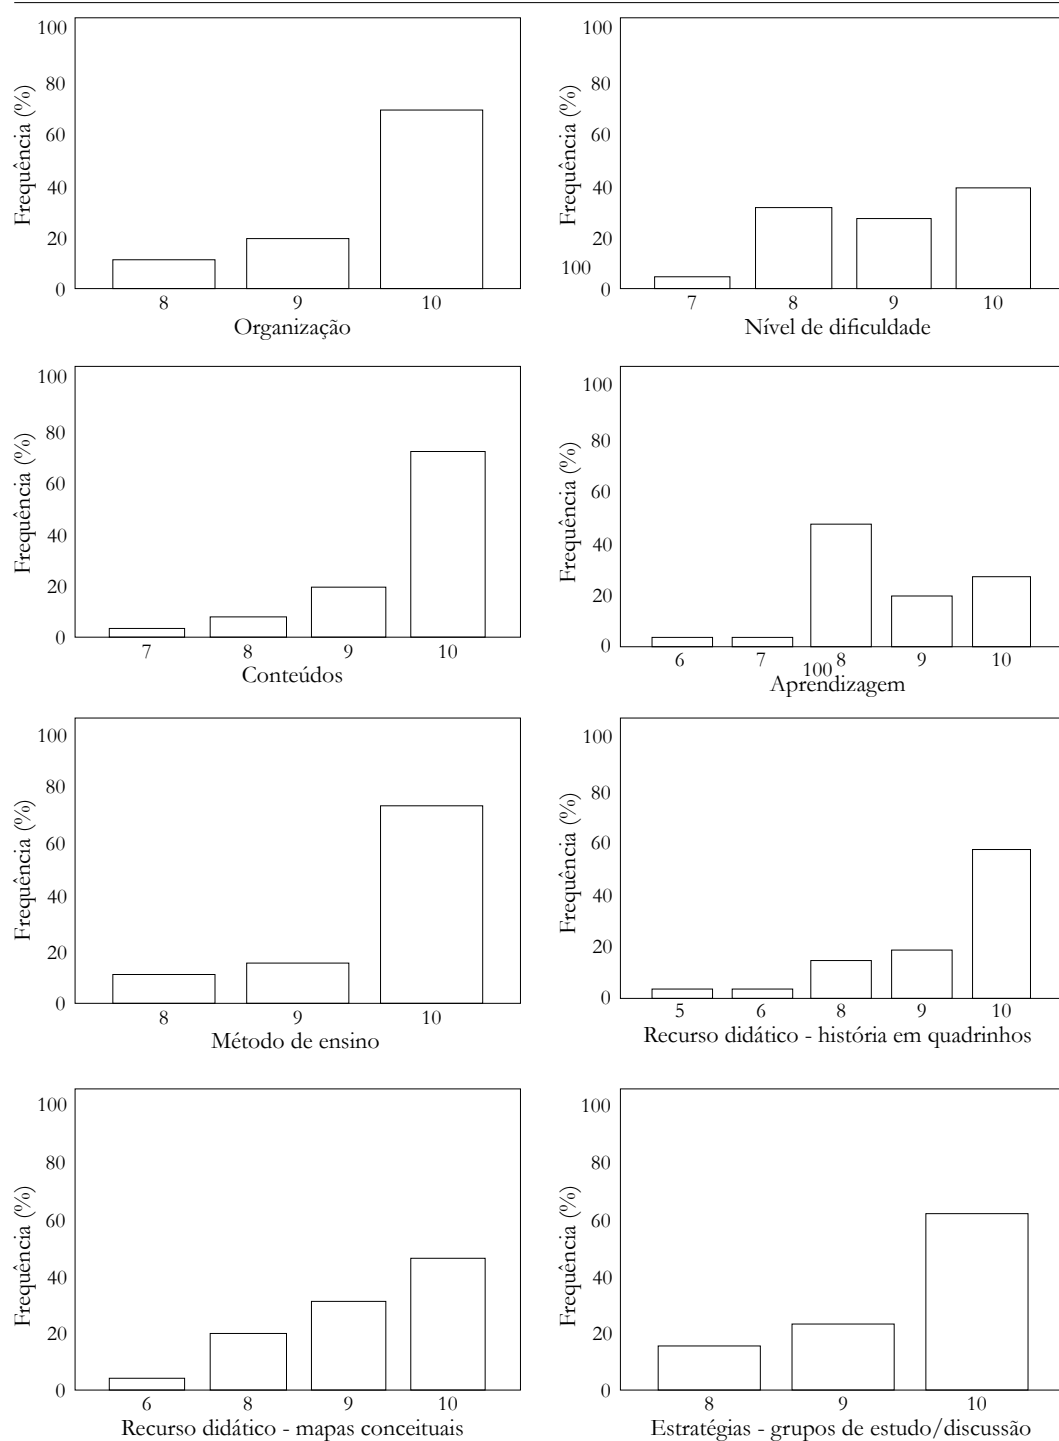 Frequência (%)
100
80
60
40
20
0
8 9 10
Organização
Frequência (%)
100
80
60
40
20
100
0
7 8 9 10
Nível de dificuldade
Frequência (%)
100
80
60
40
20
0
7 8 9 10
Conteúdos
Frequência (%)
100
80
60
40
20
0
6 7 8 9 10
100
Aprendizagem
Frequência (%)
100
80
60
40
20
0
8 9 10
Método de ensino
Frequência (%)
100
80
60
40
20
0
5 6 8 9 10
Recurso didático - história em quadrinhos
Frequência (%)
100
80
60
40
20
0
6 8 9 10
Recurso didático - mapas conceituais
Frequência (%)
100
80
60
40
20
0
8 9 10
Estratégias - grupos de estudo/discussão